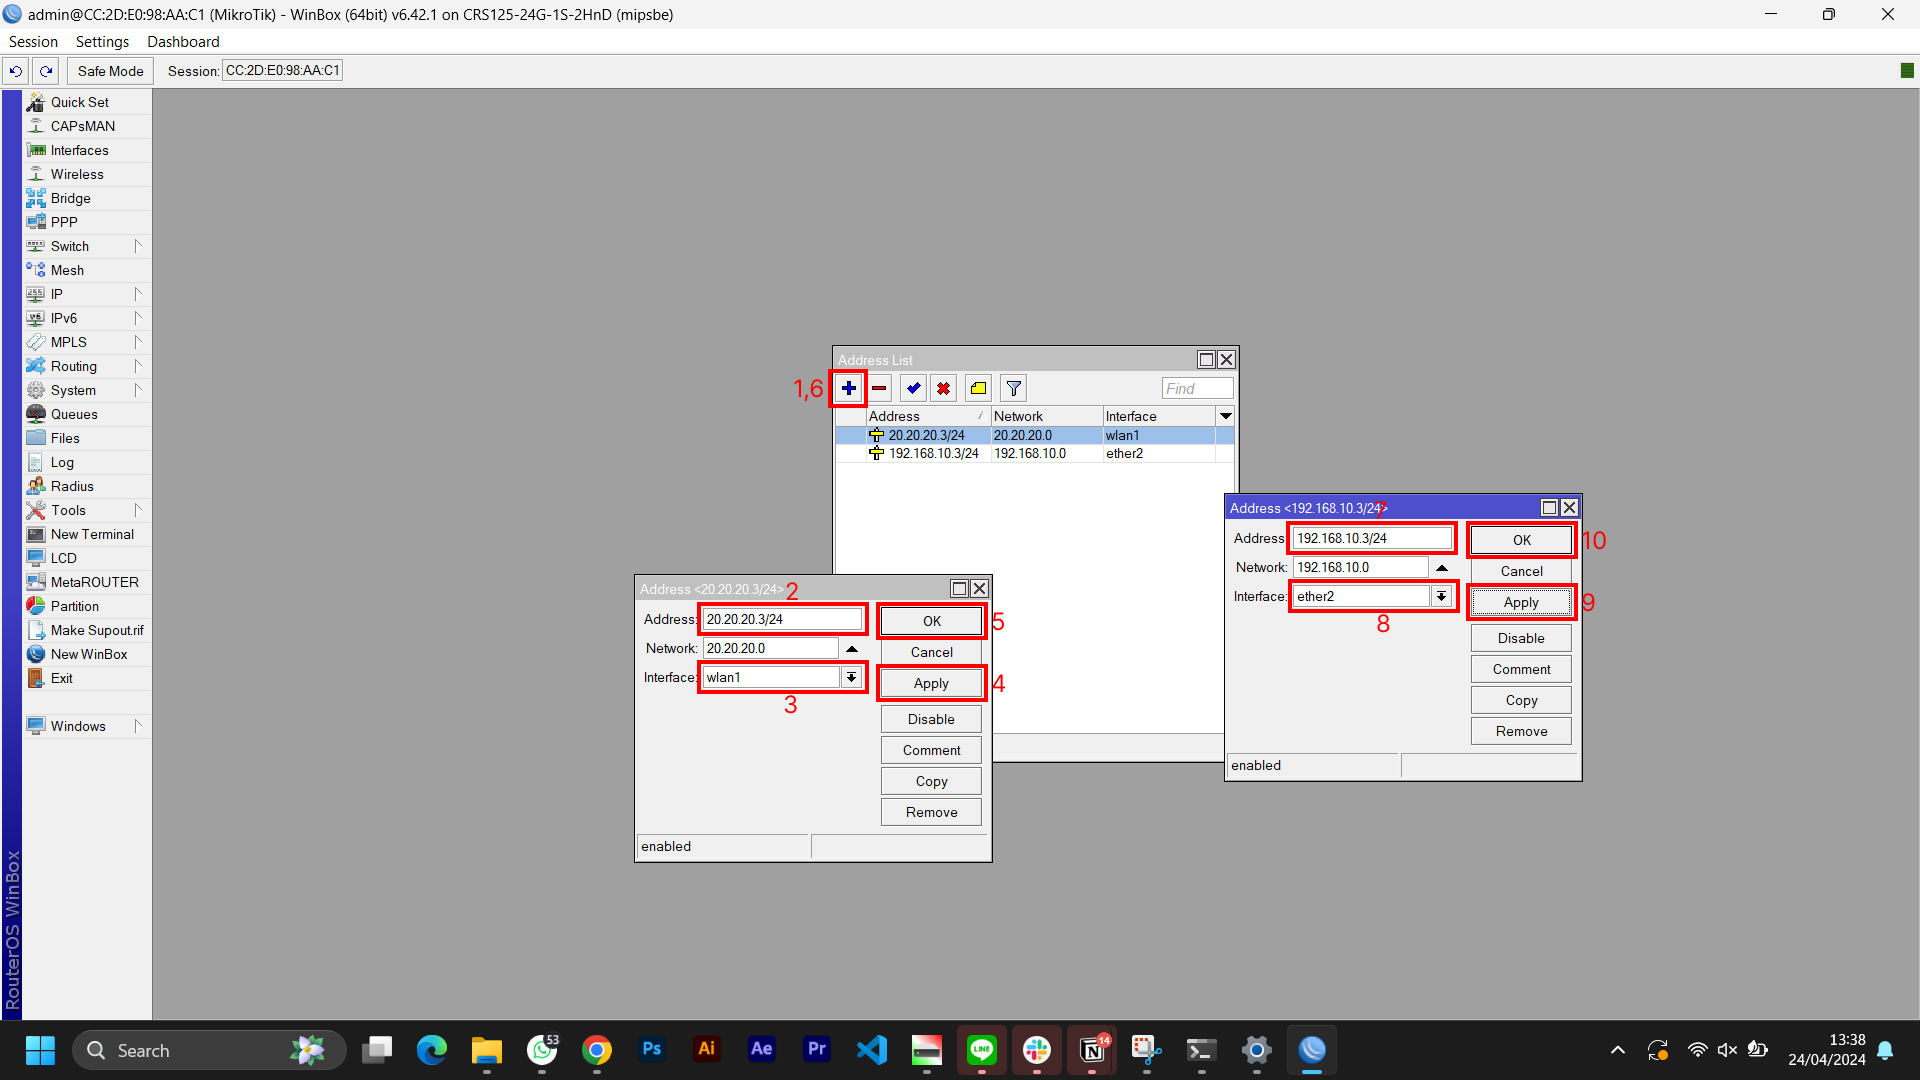 admin@CC:2D:E0:98:AA:C1 (MikroTik) - WinBox (64bit) v6.42.1 on CRS125-24G-1S-2HnD (mipsbe)
Session Settings Dashboard
Safe Mode Session: CC:2D:E0:98:AA:C1
Quick Set
CAPsMAN
Interfaces
Wireless
Bridge
PPP
Switch
Mesh
IP
IPv6
MPLS
Routing
System
Queues
Files
Log
Radius
Tools
New Terminal
LCD
MetaROUTER
Partition
Make Supout.rif
New WinBox
Exit
Windows
RouterOS WinBox
Address List
1,6
Find
Address Network Interface
20.20.20.3/24 20.20.20.0 wlan1
192.168.10.3/24 192.168.10.0 ether2
Address <20.20.20.3/24> 2
Address: 20.20.20.3/24 OK 5
Network: 20.20.20.0 Cancel
Interface: wlan1 Apply 4
3
Disable
Comment
Copy
Remove
enabled
Address <192.168.10.3/24> 7
Address: 192.168.10.3/24 OK 10
Network: 192.168.10.0 Cancel
Interface: ether2 Apply 9
8
Disable
Comment
Copy
Remove
enabled
Search
53
Ps
Ai
Ae
Pr
LINE
14
13:38
24/04/2024